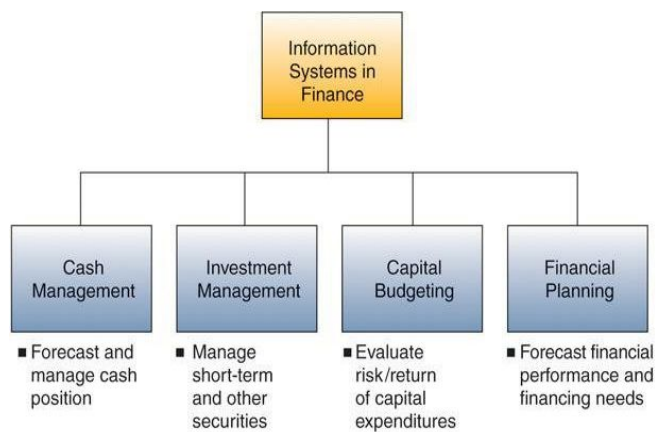 Information
Systems in
Finance
Cash
Management
Investment
Management
Capital
Budgeting
Financial
Planning
■ Forecast and
manage cash
position
■ Manage
short-term
and other
securities
■ Evaluate
risk/return
of capital
expenditures
■ Forecast financial
performance and
financing needs